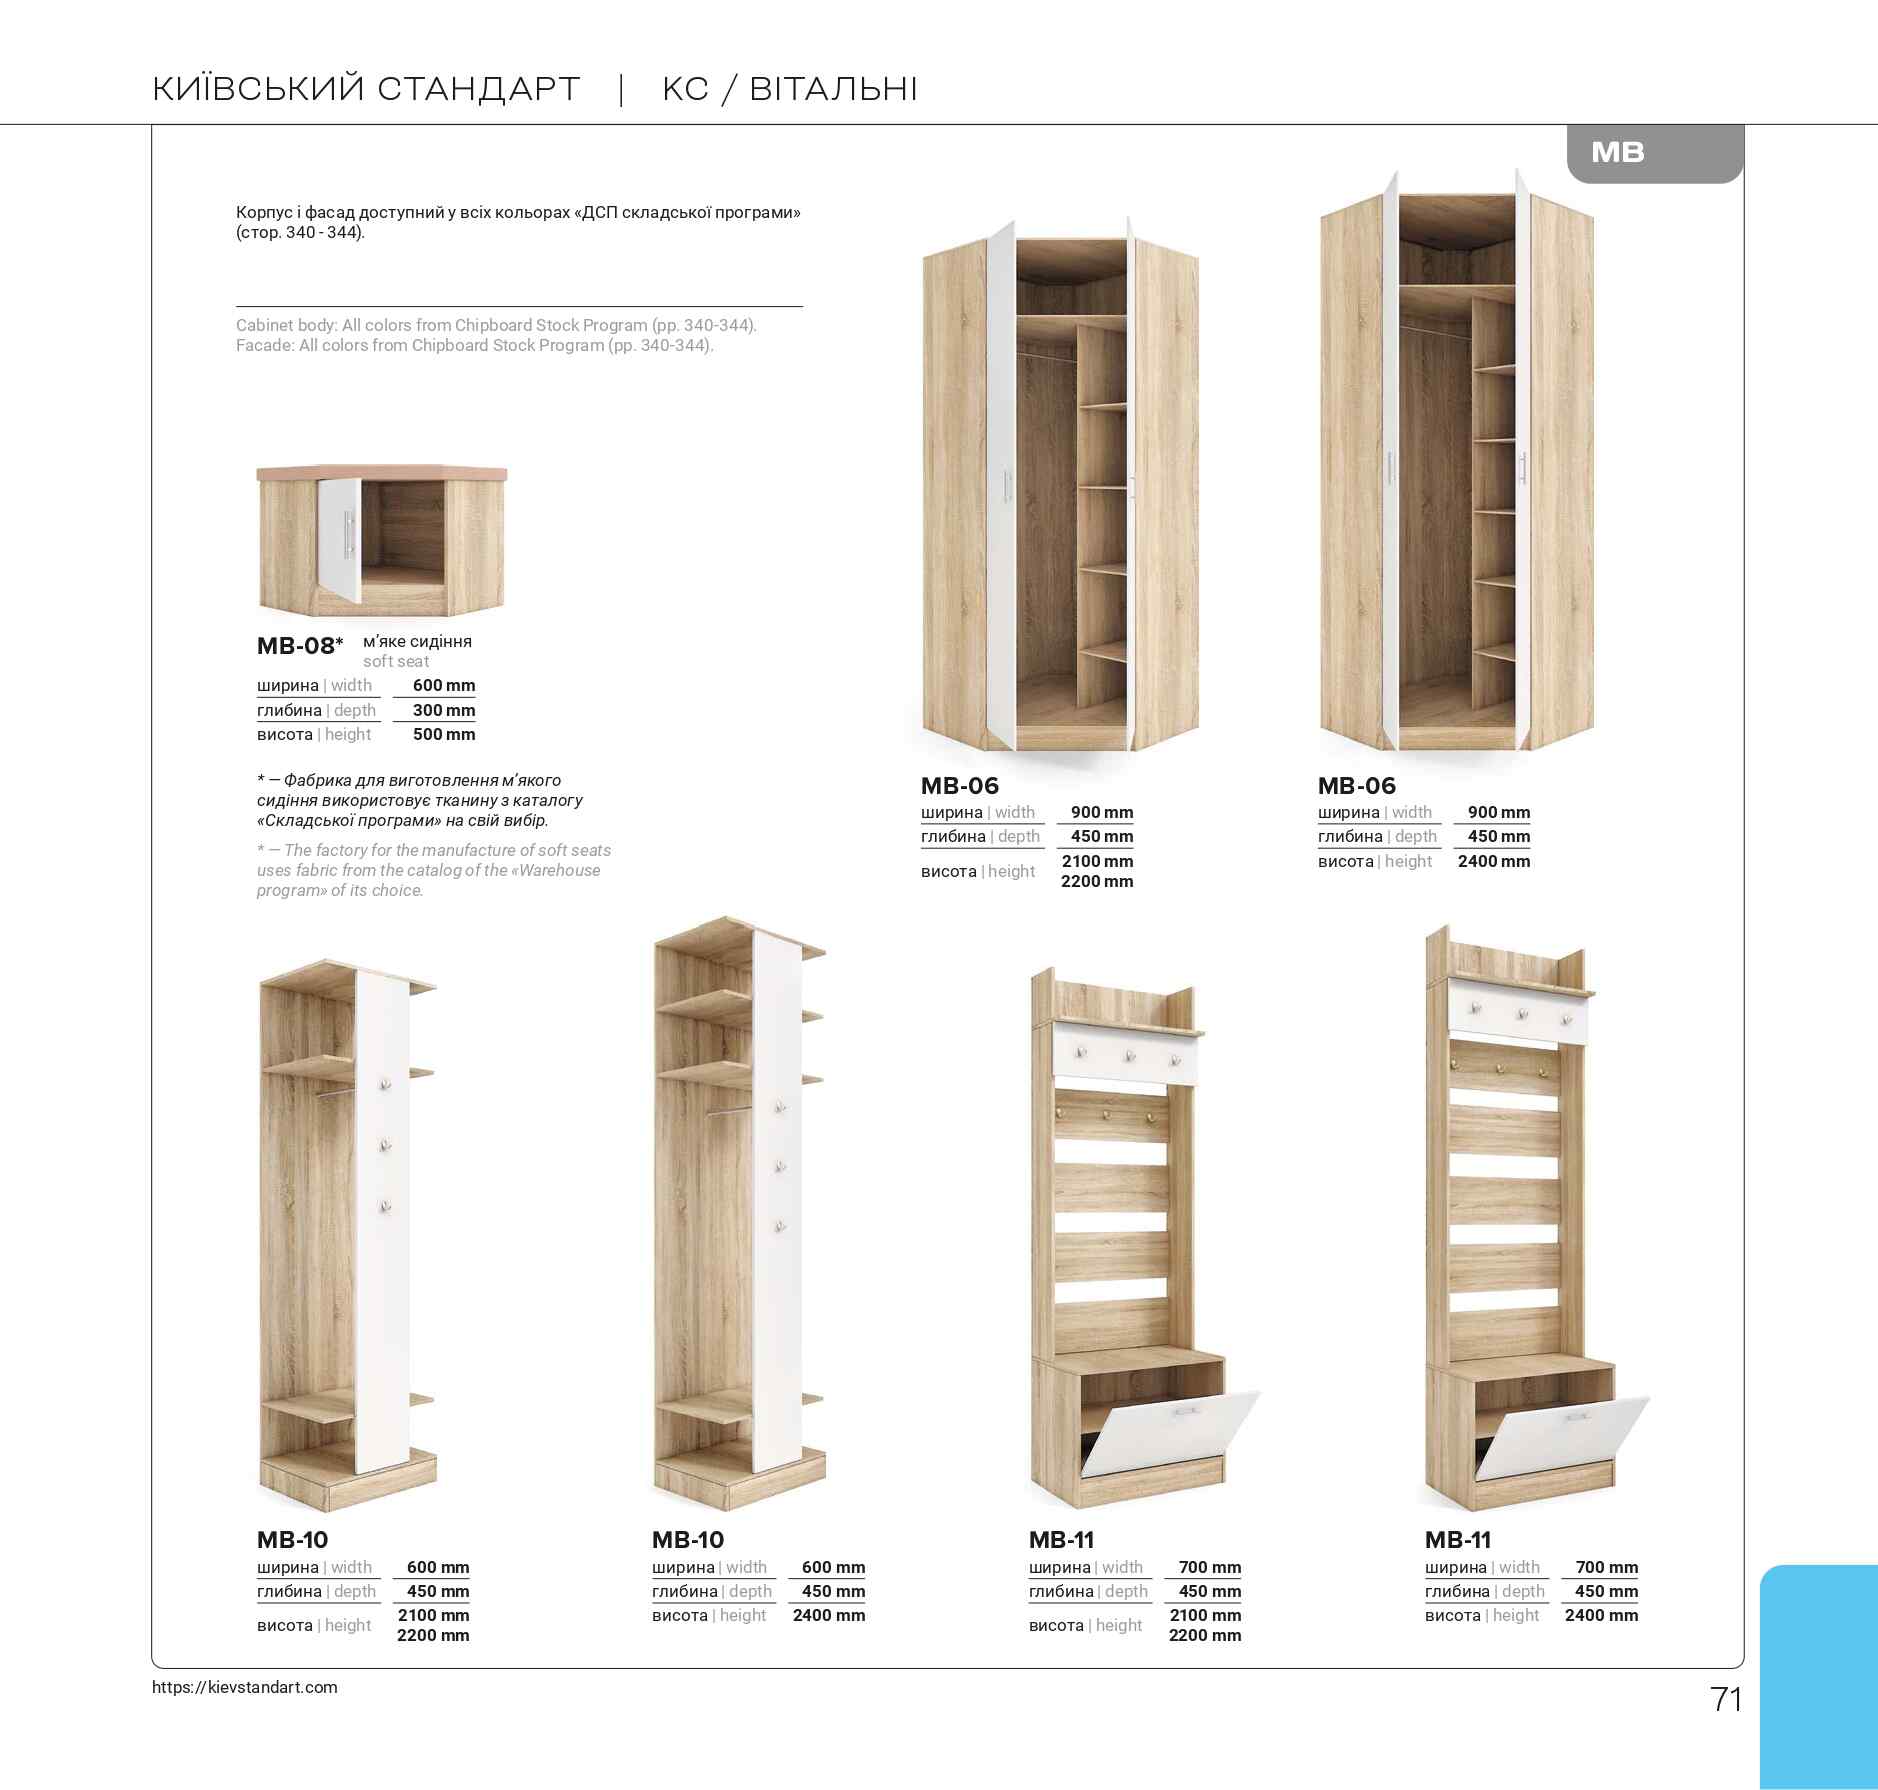 КИЇВСЬКИЙ СТАНДАРТ | КС / ВІТАЛЬНІ
МВ
Корпус і фасад доступний у всіх кольорах «ДСП складської програми»
(стор. 340 - 344).
Cabinet body: All colors from Chipboard Stock Program (pp. 340-344).
Facade: All colors from Chipboard Stock Program (pp. 340-344).
МВ-08* м’яке сидіння
soft seat
ширина | width 600 mm
глибина | depth 300 mm
висота | height 500 mm
* — Фабрика для виготовлення м’якого
сидіння використовує тканину з каталогу
«Складської програми» на свій вибір.
* — The factory for the manufacture of soft seats
uses fabric from the catalog of the «Warehouse
program» of its choice.
МВ-06
ширина | width 900 mm
глибина | depth 450 mm
висота | height 2100 mm
2200 mm
МВ-06
ширина | width 900 mm
глибина | depth 450 mm
висота | height 2400 mm
МВ-10
ширина | width 600 mm
глибина | depth 450 mm
висота | height 2100 mm
2200 mm
МВ-10
ширина | width 600 mm
глибина | depth 450 mm
висота | height 2400 mm
МВ-11
ширина | width 700 mm
глибина | depth 450 mm
висота | height 2100 mm
2200 mm
МВ-11
ширина | width 700 mm
глибина | depth 450 mm
висота | height 2400 mm
https://kievstandart.com
71